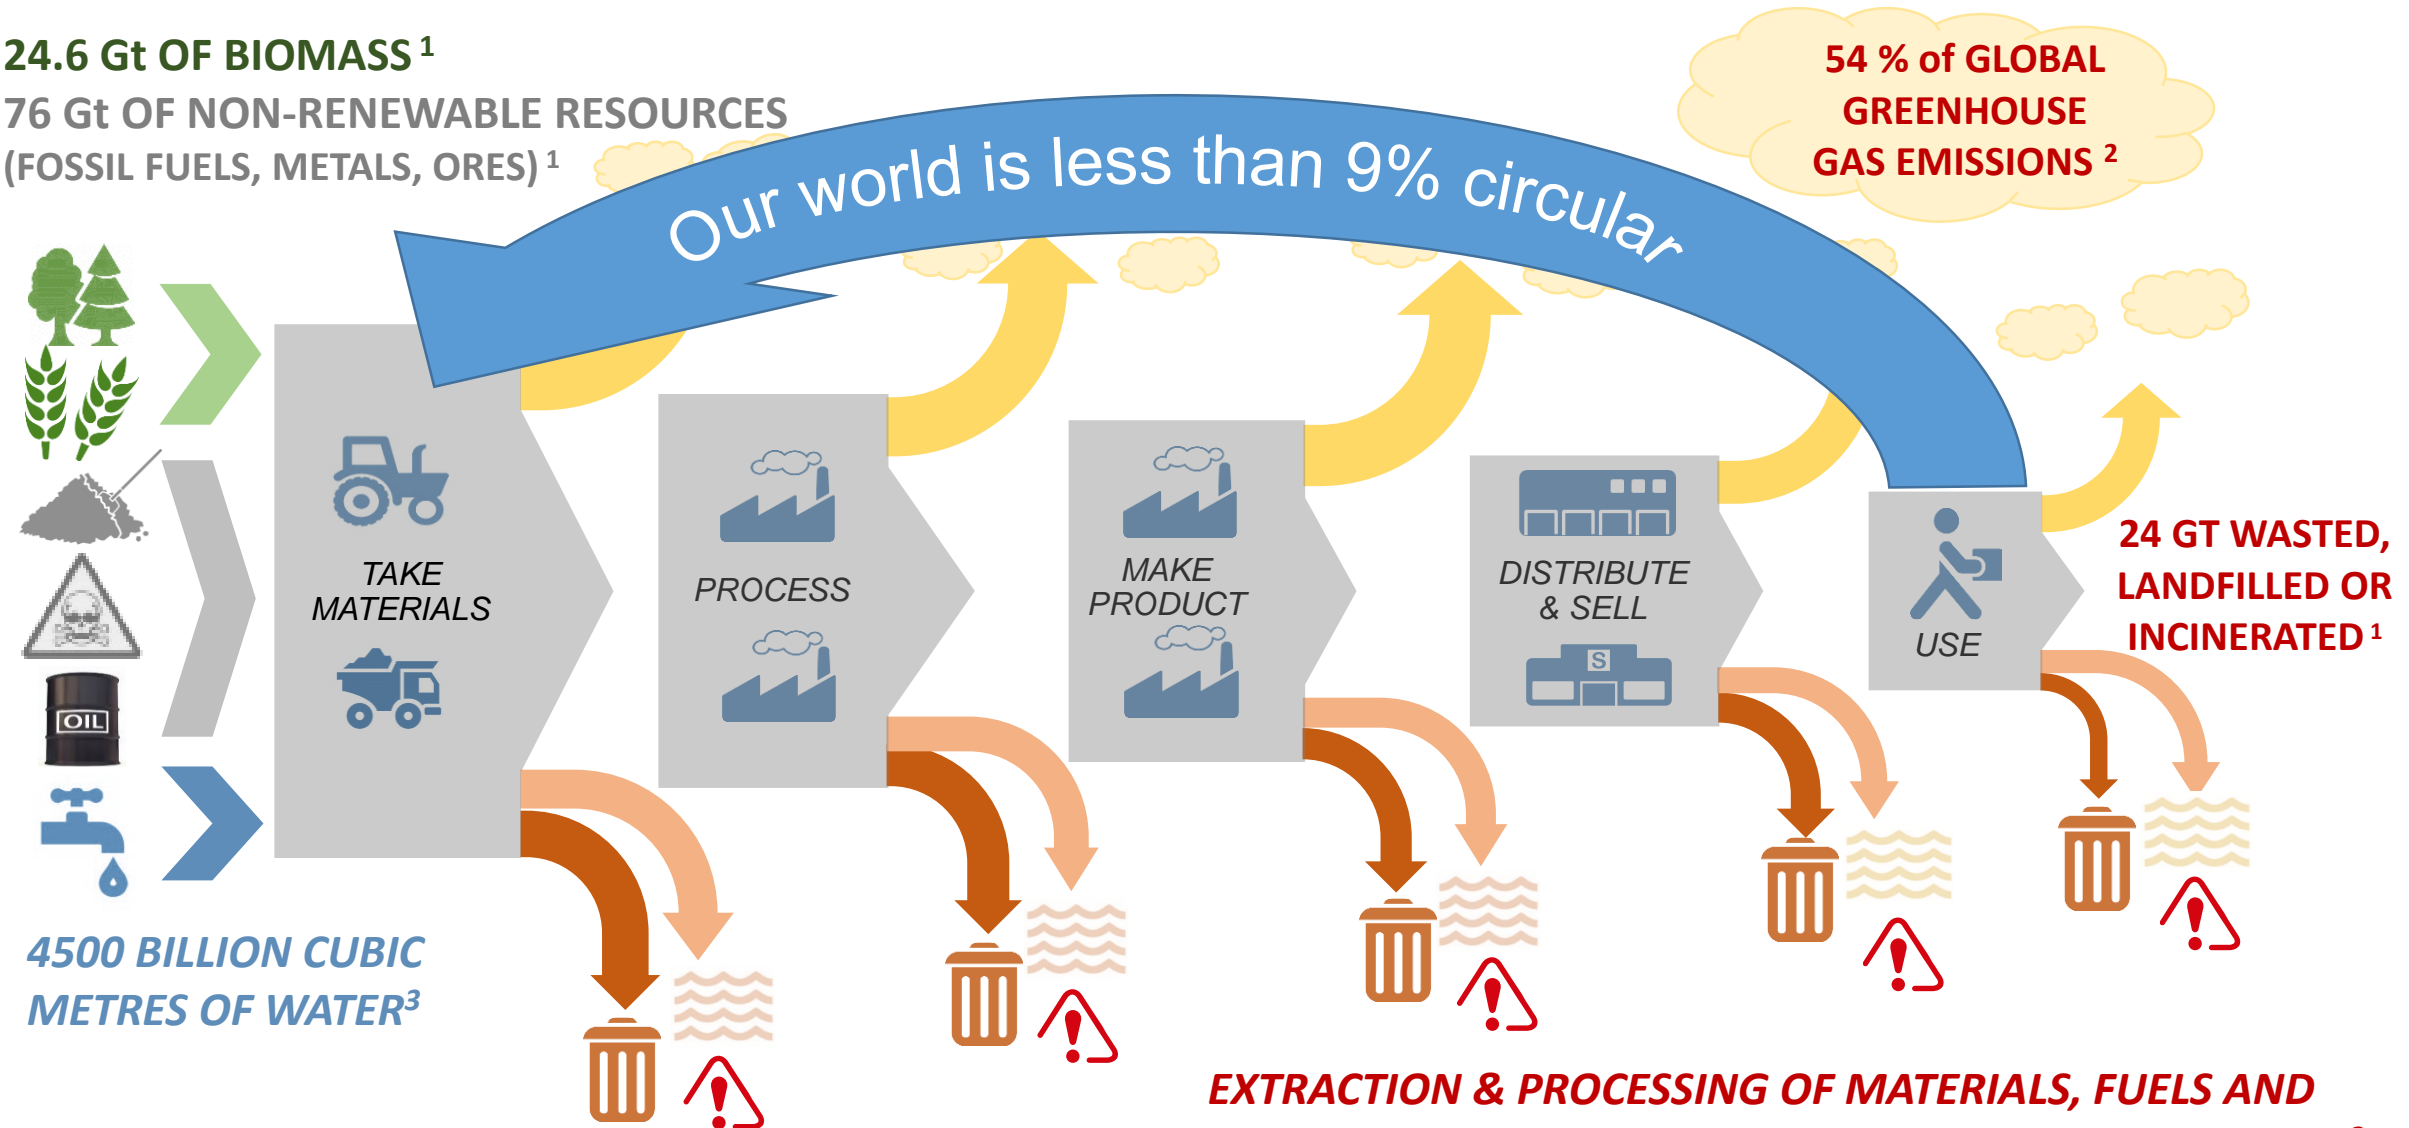 24.6 Gt OF BIOMASS 1
76 Gt OF NON-RENEWABLE RESOURCES
(FOSSIL FUELS, METALS, ORES) 1
54 % of GLOBAL
GREENHOUSE
GAS EMISSIONS 2
Our world is less than 9% circular
TAKE
MATERIALS
PROCESS
MAKE
PRODUCT
DISTRIBUTE
& SELL
S
USE
24 GT WASTED,
LANDFILLED OR
INCINERATED 1
OIL
4500 BILLION CUBIC
METRES OF WATER3
EXTRACTION & PROCESSING OF MATERIALS, FUELS AND